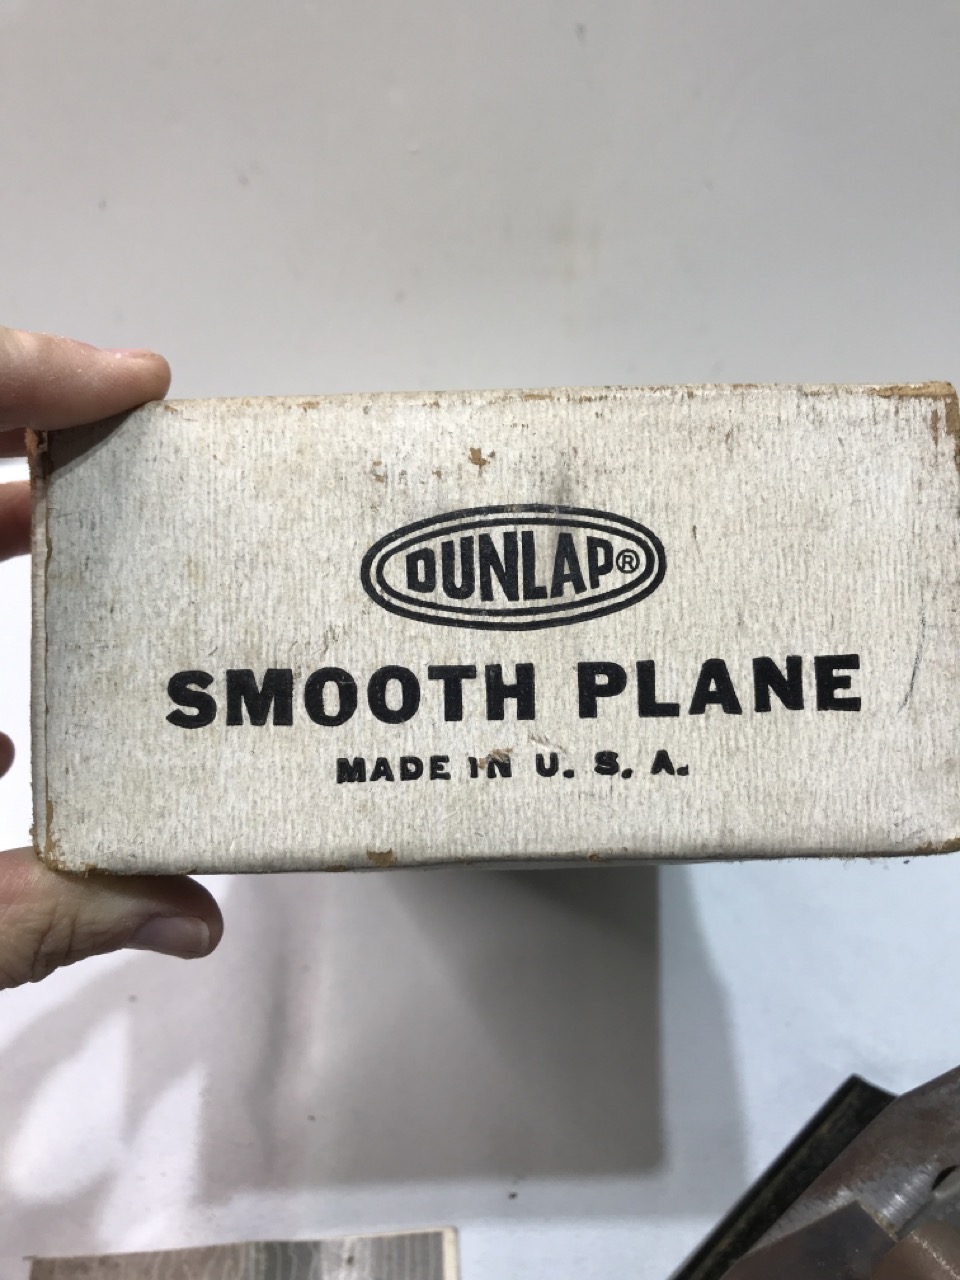 DUNLAP®
SMOOTH PLANE
MADE IN U. S. A.